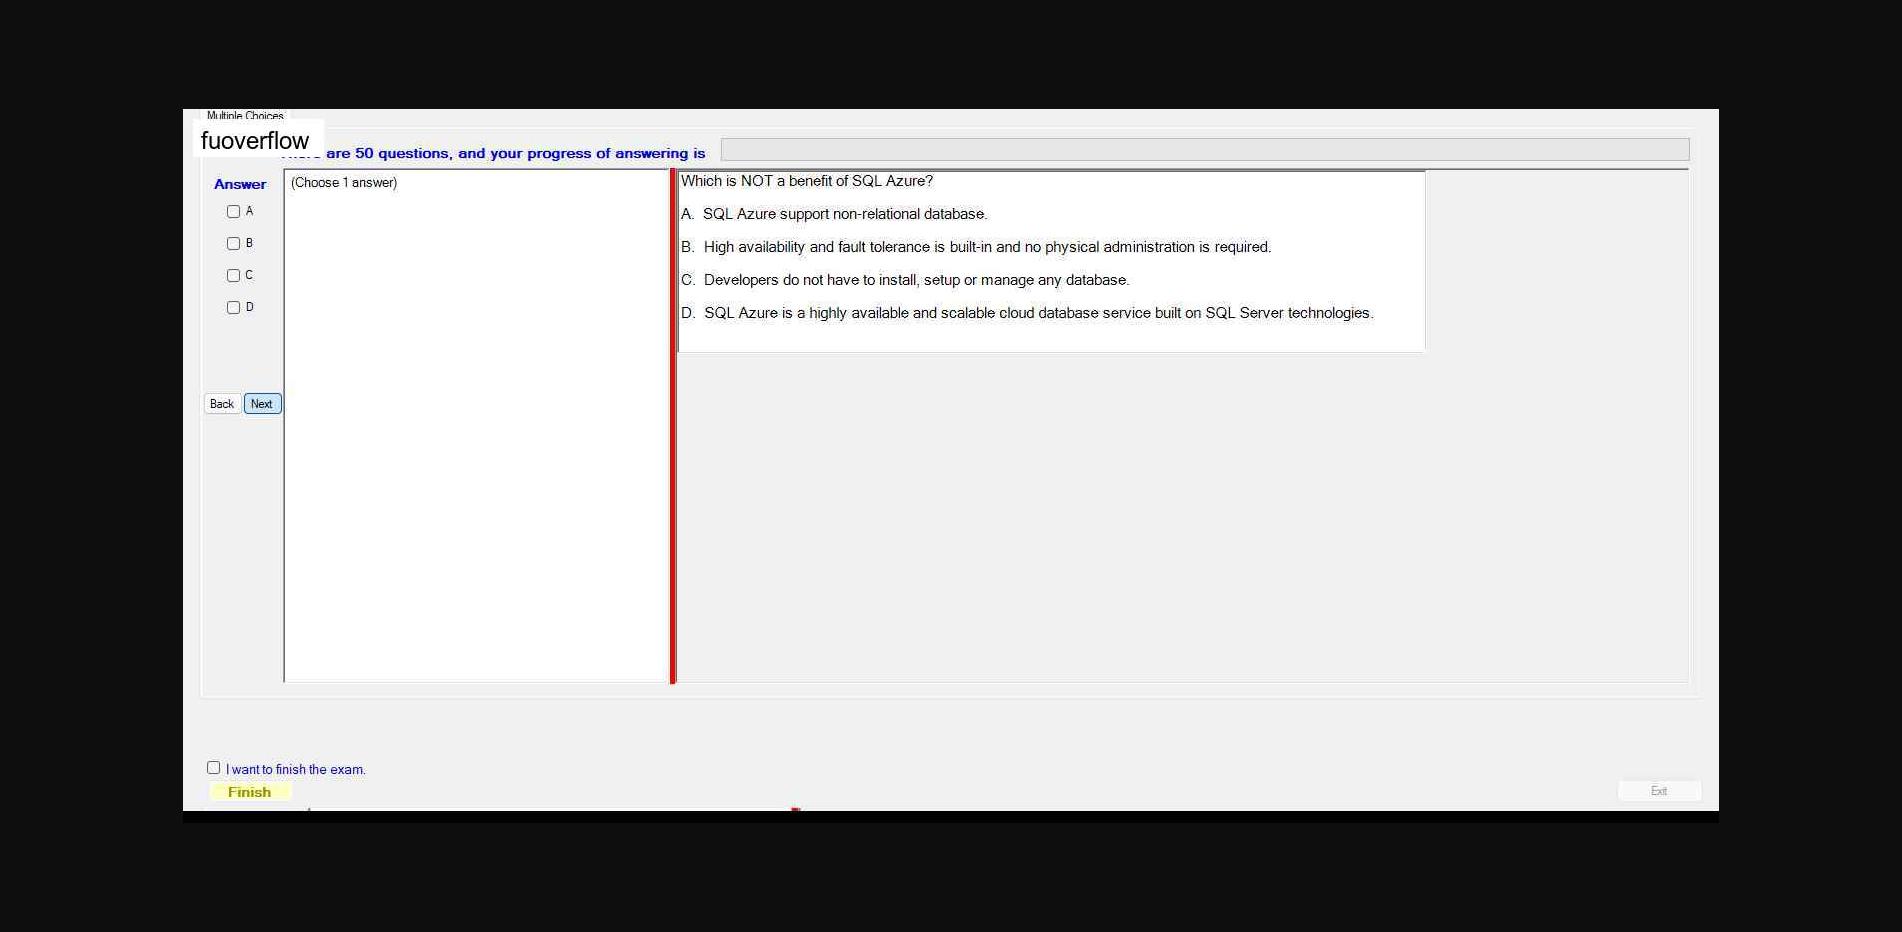 Multiple Choices
fuoverflow
are 50 questions, and your progress of answering is
Answer
(Choose 1 answer)
A
B
C
D
Back
Next
Which is NOT a benefit of SQL Azure?
A. SQL Azure support non-relational database.
B. High availability and fault tolerance is built-in and no physical administration is required.
C. Developers do not have to install, setup or manage any database.
D. SQL Azure is a highly available and scalable cloud database service built on SQL Server technologies.
I want to finish the exam.
Finish
Exit